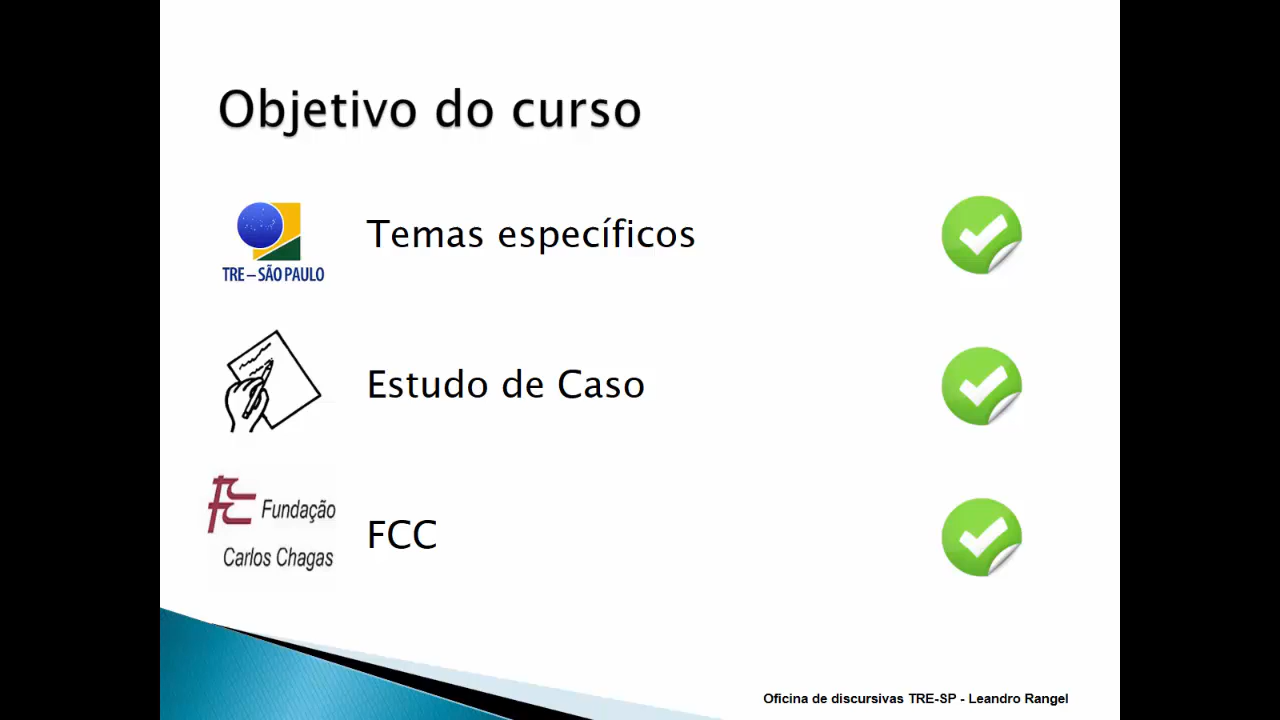 Objetivo do curso
TRE – SÃO PAULO
Temas específicos
Estudo de Caso
Fundação
Carlos Chagas
FCC
Oficina de discursivas TRE-SP - Leandro Rangel